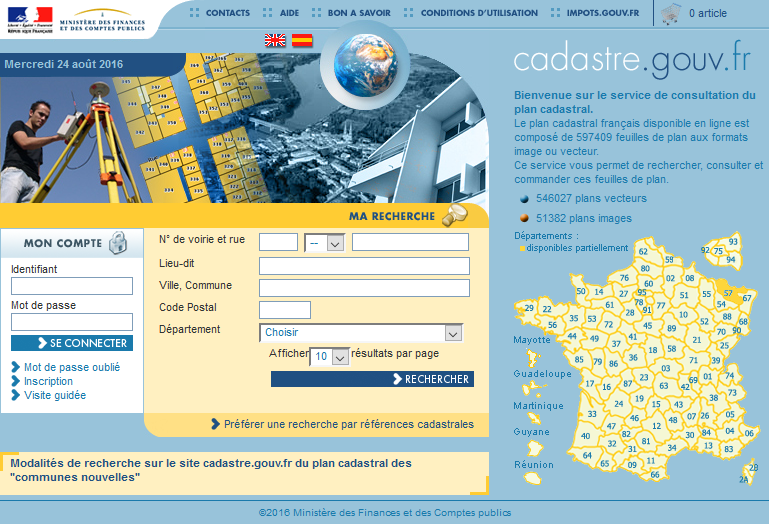 MINISTÈRE DES FINANCES
ET DES COMPTES PUBLICS
Liberté • Égalité • Fraternité
RÉPUBLIQUE FRANÇAISE
CONTACTS
AIDE
BON A SAVOIR
CONDITIONS D'UTILISATION
IMPOTS.GOUV.FR
0 article
Mercredi 24 août 2016
cadastre.gouv.fr
Bienvenue sur le service de consultation du
plan cadastral.
Le plan cadastral français disponible en ligne est
composé de 597409 feuilles de plan aux formats
image ou vecteur.
Ce service vous permet de rechercher, consulter et
commander ces feuilles de plan.
546027 plans vecteurs
51382 plans images
MA RECHERCHE
MON COMPTE
Identifiant
Mot de passe
SE CONNECTER
Mot de passe oublié
Inscription
Visite guidée
N° de voirie et rue
--
Lieu-dit
Ville, Commune
Code Postal
Département
Choisir
Afficher 10 résultats par page
RECHERCHER
Préférer une recherche par références cadastrales
Modalités de recherche sur le site cadastre.gouv.fr du plan cadastral des
"communes nouvelles"
Départements :
disponibles partiellement
93
92 75 94
62 59
80
76 02 08
50 14 27 95 60
78 51 55 57 67
29 22 61 28 91 77 10 54
56 35 53 72 45 89 52 88 68
44 49 41 70 90
37 36 18 58 21 25 39
85 79 86 71
17 16 87 23 03 01 74
63 42 69 73
24 19 15 43 38
33 46 48 07 26 05
47 12
40 82 81 30 84 04 06
32 31 34 13 83
64 65 09 11
66
2B
2A
Mayotte
Guadeloupe
Martinique
Guyane
Réunion
©2016 Ministère des Finances et des Comptes publics